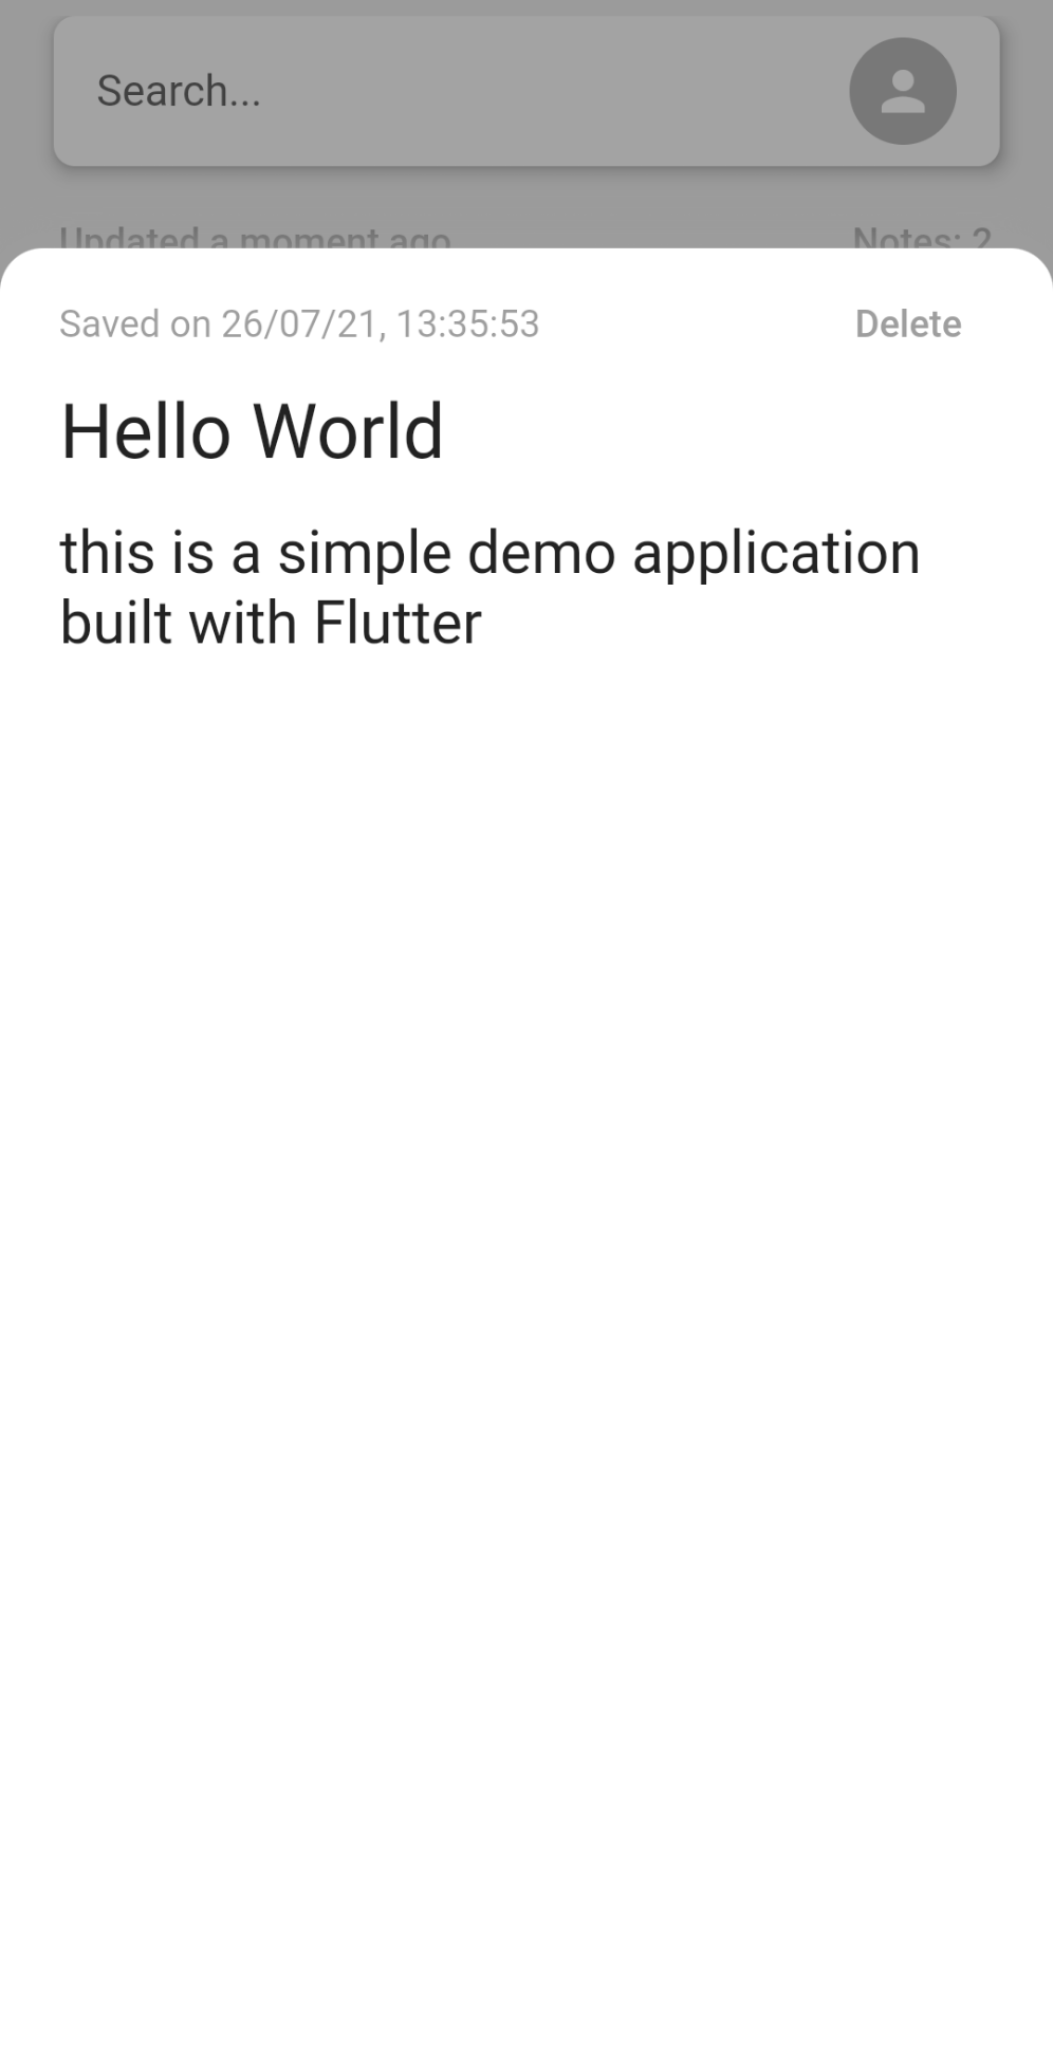 Search...
Updated a moment ago
Notes: 2
Saved on 26/07/21, 13:35:53
Delete
Hello World
this is a simple demo application
built with Flutter